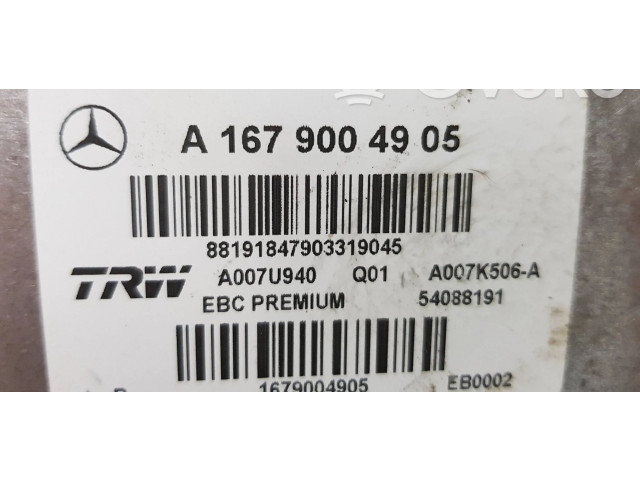 A 167 900 49 05
88191847903319045
TRW A007U940 Q01 A007K506-A
EBC PREMIUM 54088191
1679004905 EB0002